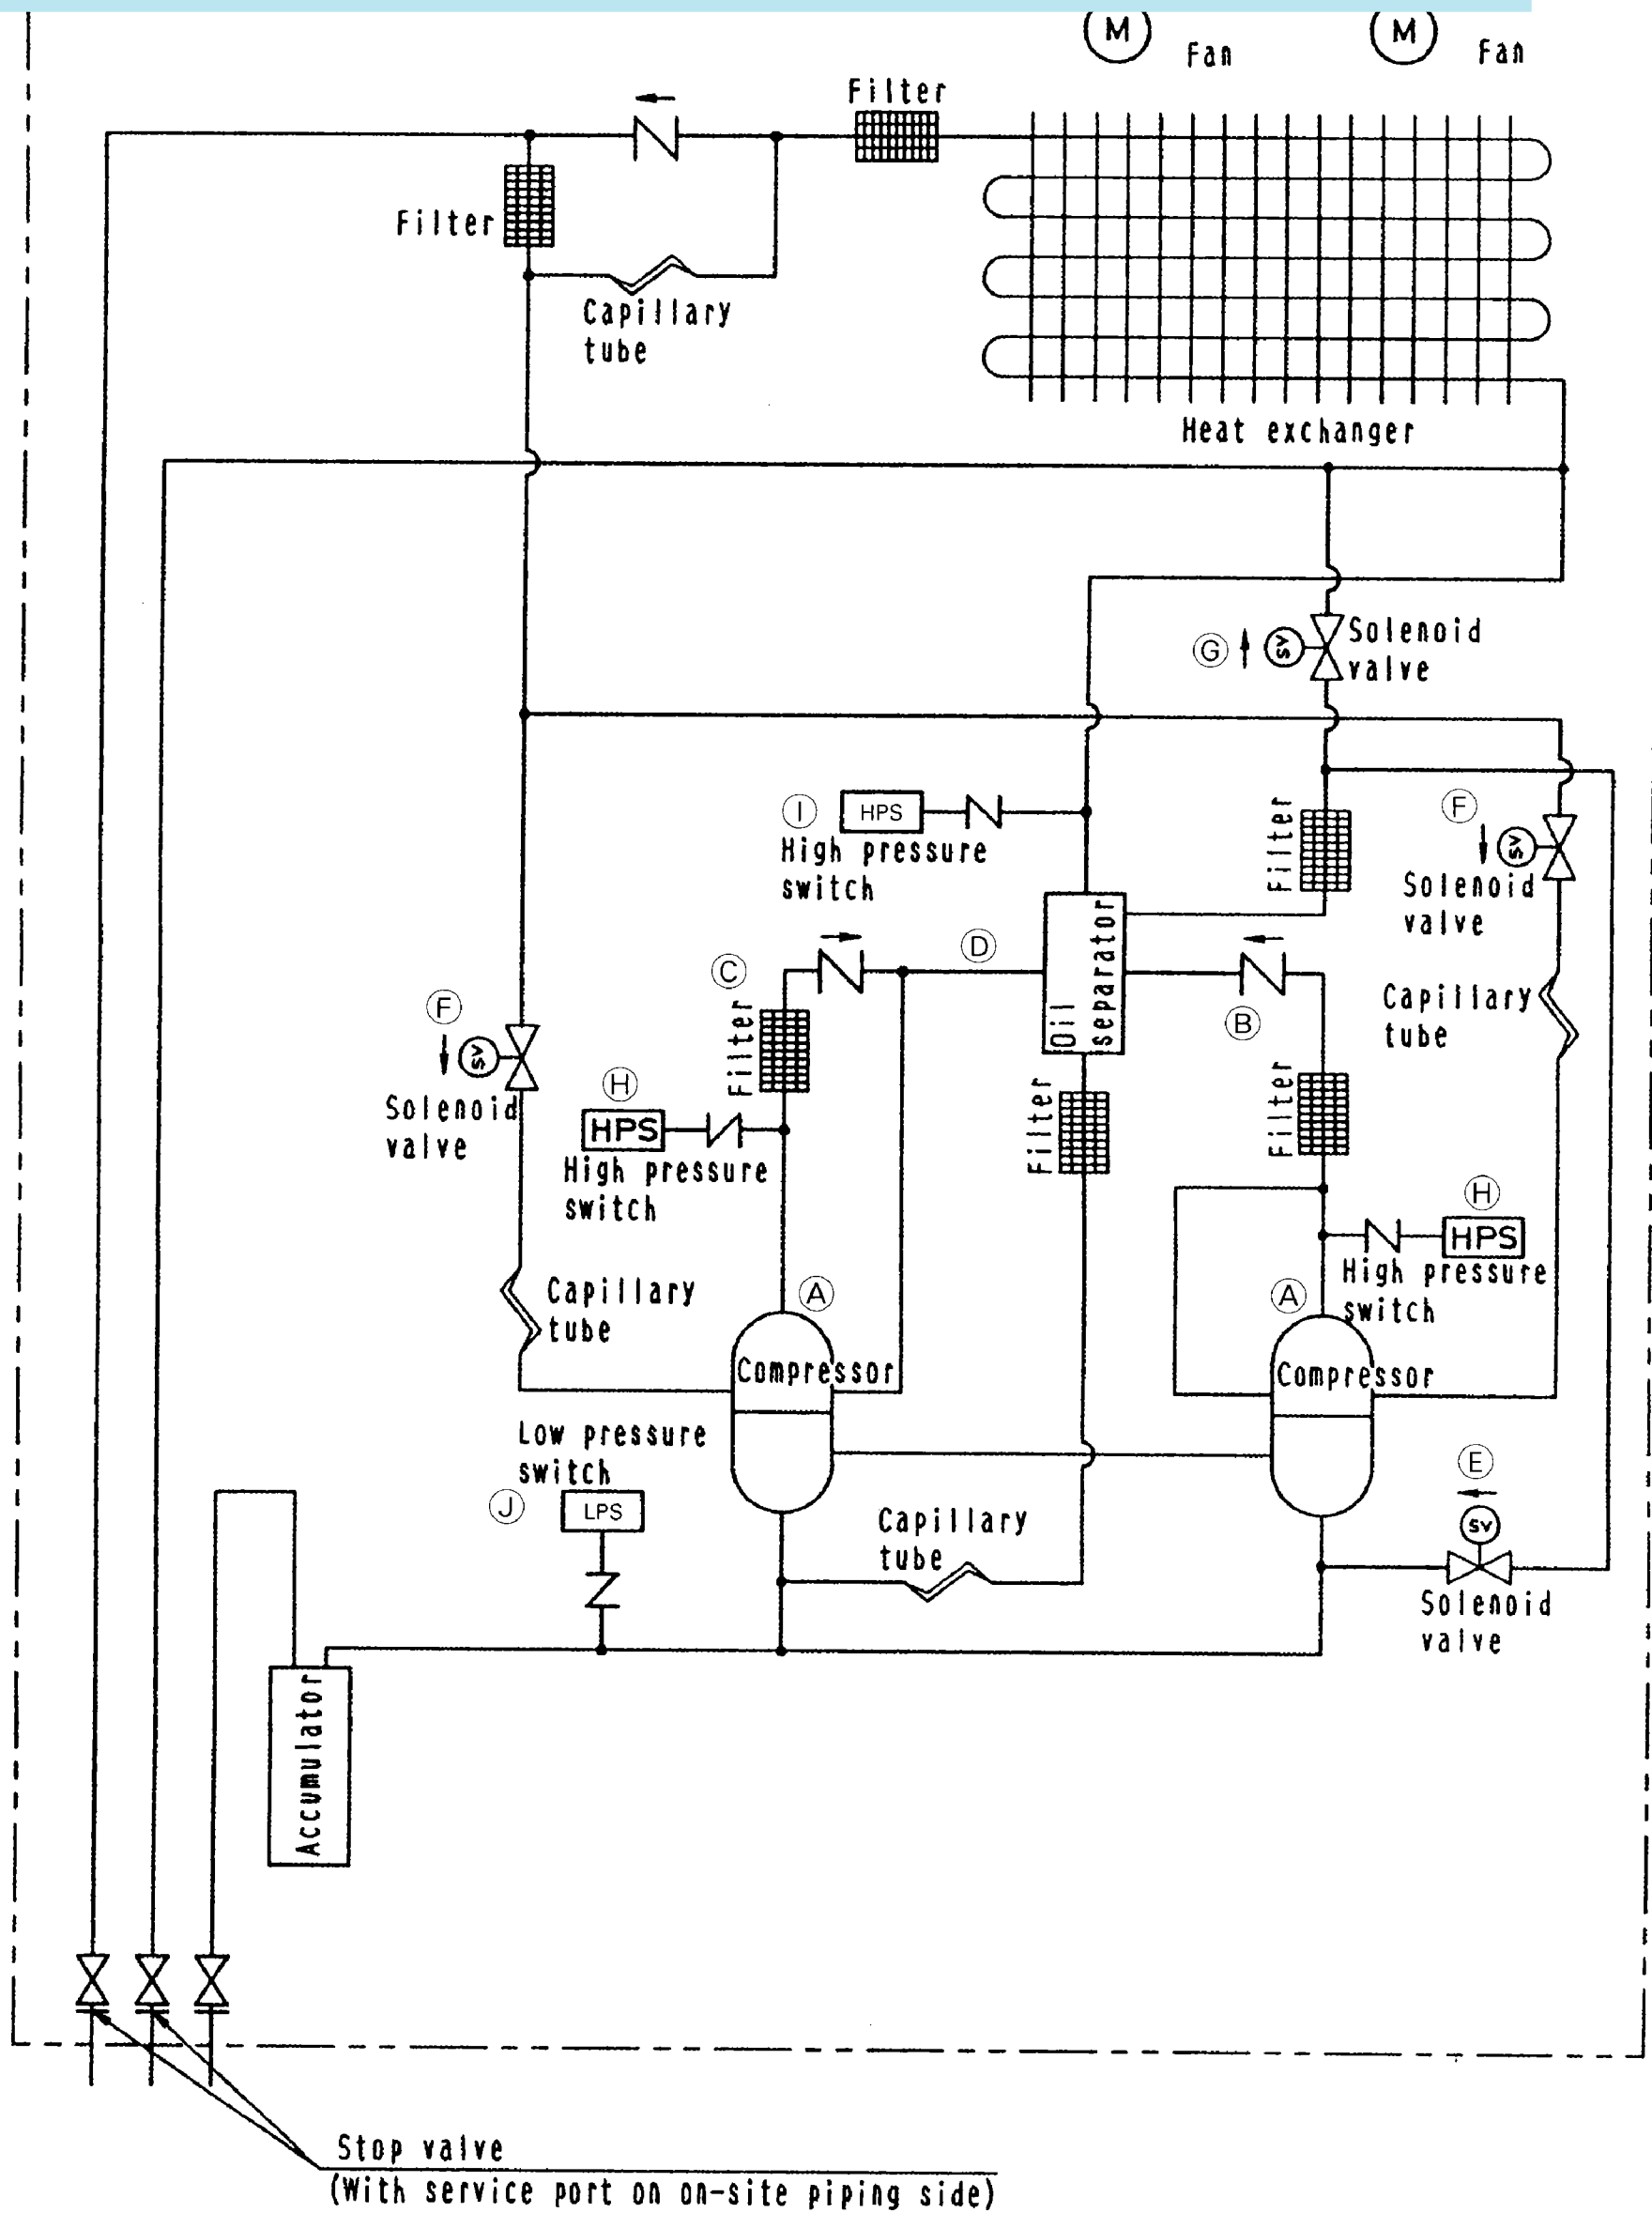 M
Fan
M
Fan
Filter
Filter
Capillary
tube
Heat exchanger
G
SV
Solenoid
valve
I
HPS
High pressure
switch
Filter
F
SV
Solenoid
valve
C
D
Oil
separator
B
Capillary
tube
F
SV
Solenoid
valve
Filter
H
HPS
High pressure
switch
Filter
Filter
H
HPS
High pressure
switch
Capillary
tube
A
Compressor
A
Compressor
Low pressure
switch
J
LPS
Capillary
tube
E
SV
Solenoid
valve
Accumulator
Stop valve
(With service port on on-site piping side)